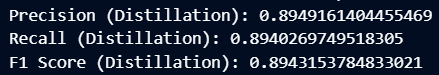 Precision (Distillation): 0.8949161404455469
Recall (Distillation): 0.8940269749518305
F1 Score (Distillation): 0.8943153784833021